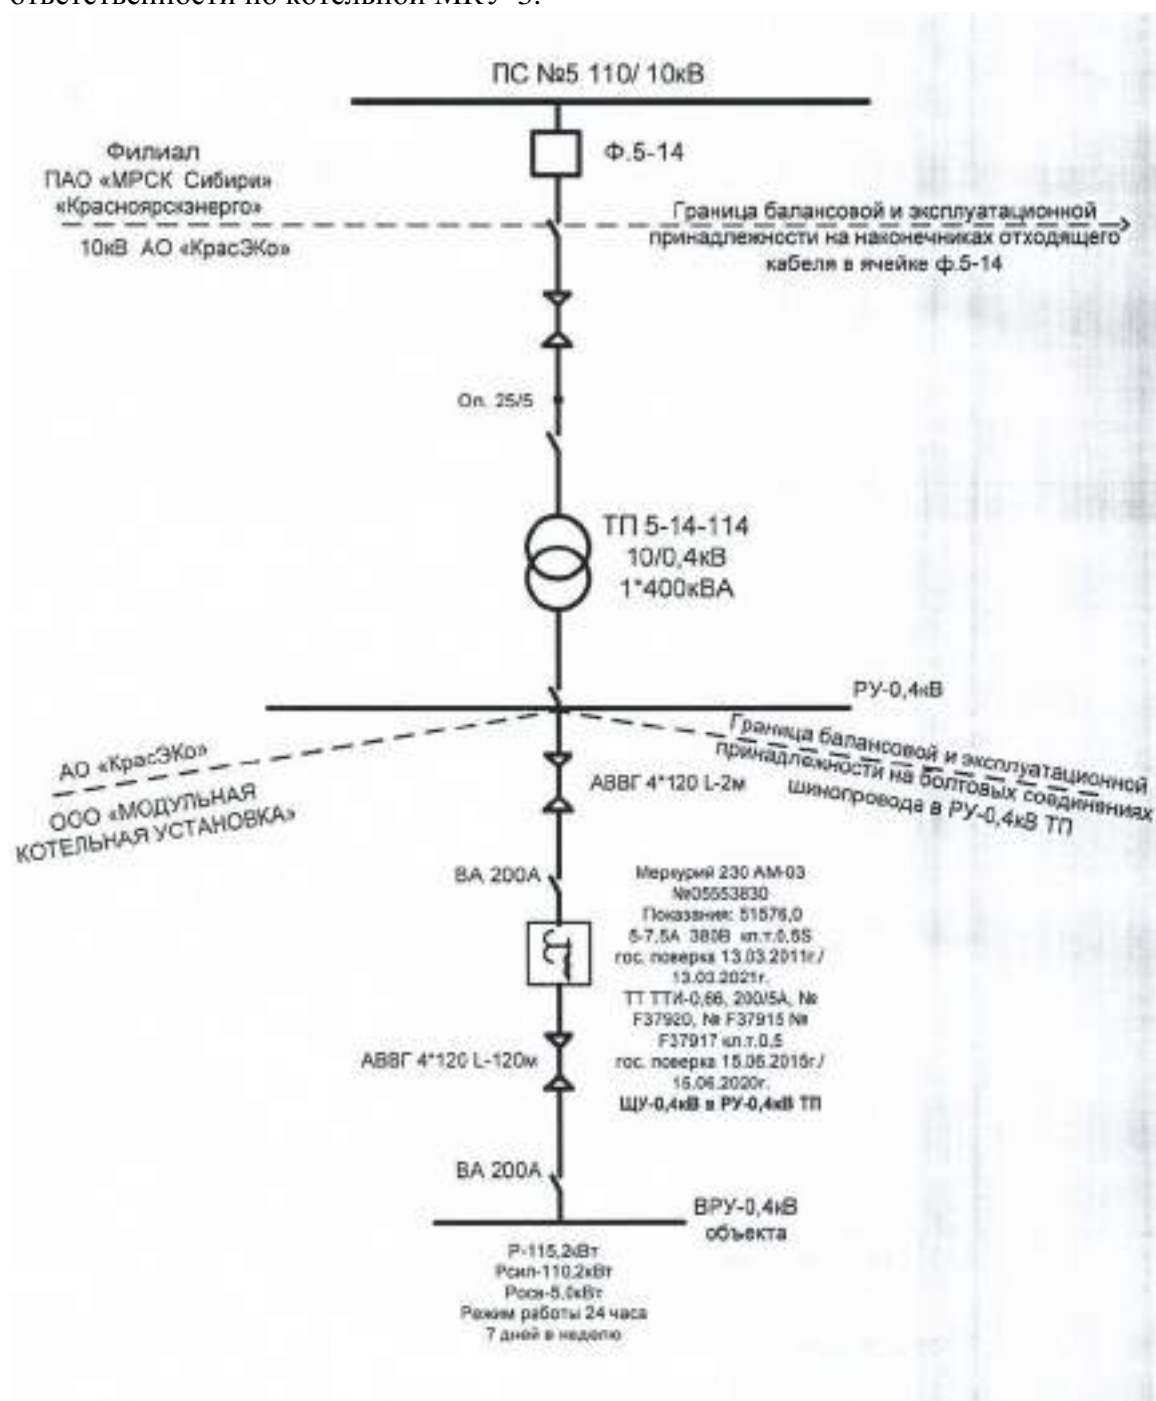 ответственности по котельной МКУ-3.
ПС №5 110/ 10кВ
Ф.5-14
Филиал
ПАО «МРСК Сибири»
«Красноярскэнерго»
10кВ АО «КрасЭКо»
Граница балансовой и эксплуатационной
принадлежности на наконечниках отходящего
кабеля в ячейке ф.5-14
Оп. 25/5
ТП 5-14-114
10/0,4кВ
1*400кВА
РУ-0,4кВ
АО «КрасЭКо»
ООО «МОДУЛЬНАЯ
КОТЕЛЬНАЯ УСТАНОВКА»
Граница балансовой и эксплуатационной
принадлежности на болтовых соединениях
шинопровода в РУ-0,4кВ ТП
АВВГ 4*120 L-2м
ВА 200А
Меркурий 230 АМ-03
№05553830
Показания: 51576,0
5-7,5А 380В кл.т.0,5S
гос. поверка 13.03.2011г./
13.03.2021г.
ТТ ТТИ-0,66, 200/5А, №
F37920, № F37915 №
F37917 кл.т.0,5
гос. поверка 15.06.2015г./
15.06.2020г.
ЩУ-0,4кВ в РУ-0,4кВ ТП
АВВГ 4*120 L-120м
ВА 200А
ВРУ-0,4кВ
объекта
Р-115,2кВт
Рсил-110,2кВт
Росв-5,0кВт
Режим работы 24 часа
7 дней в неделю